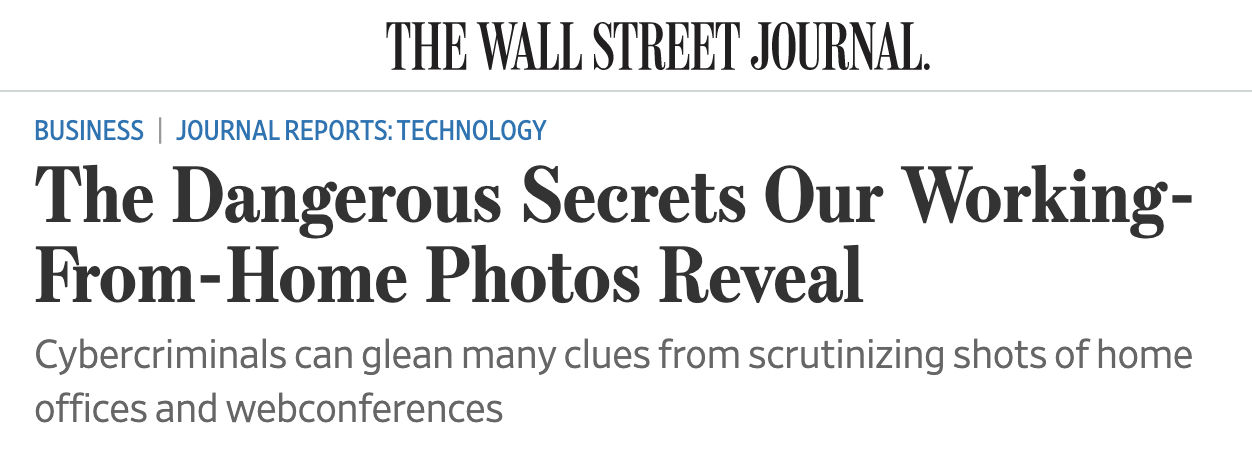 THE WALL STREET JOURNAL.
BUSINESS | JOURNAL REPORTS: TECHNOLOGY
The Dangerous Secrets Our Working-
From-Home Photos Reveal
Cybercriminals can glean many clues from scrutinizing shots of home
offices and webconferences